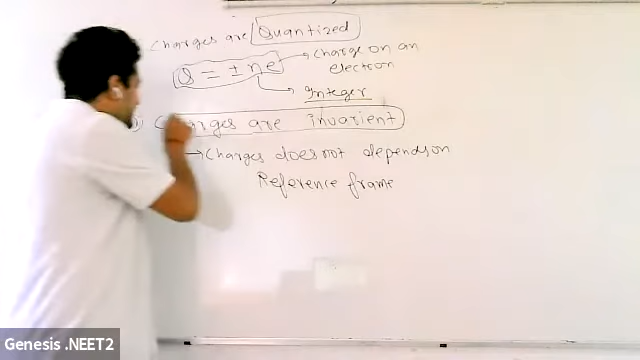 charges are Quantized
Q = ± ne → charge on an electron
→ Integer
Charges are invarient
→ Charges does not depends on
Reference frame
Genesis .NEET2